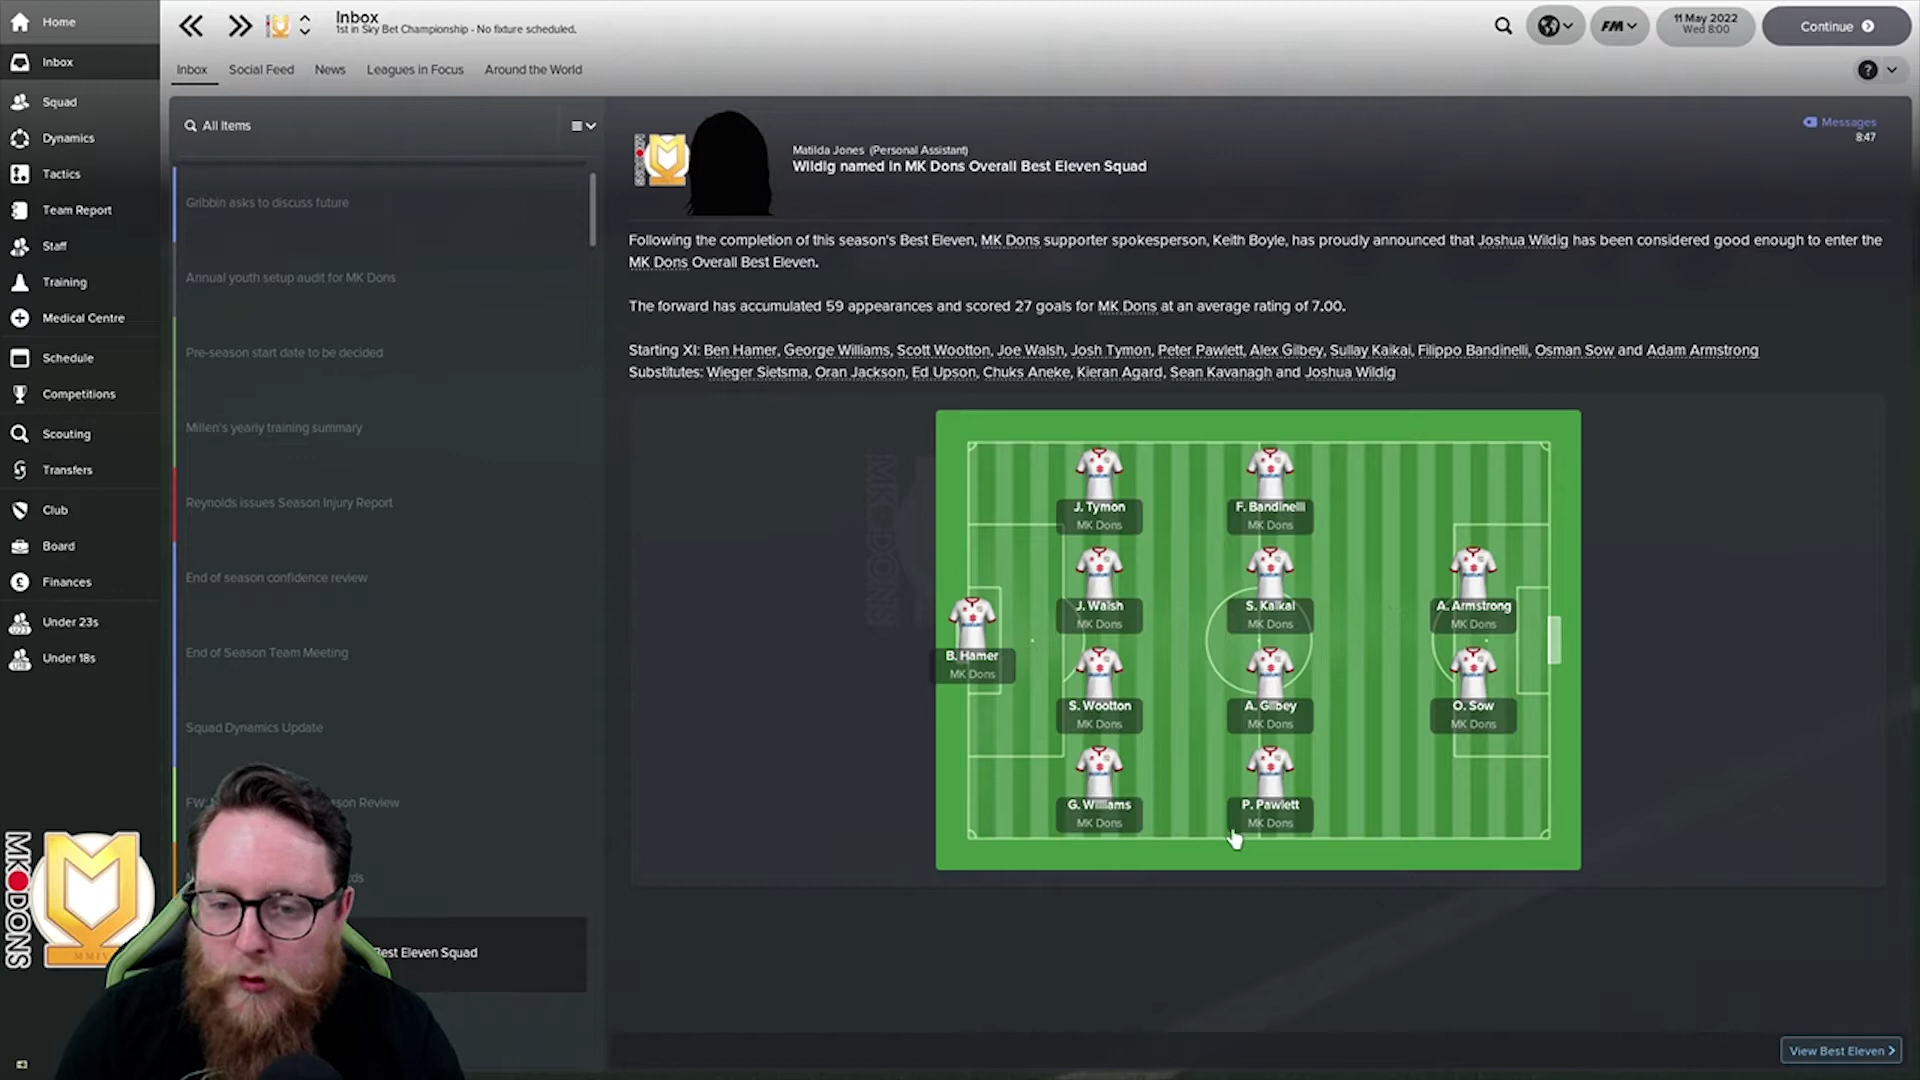 Home
Inbox
Squad
Dynamics
Tactics
Team Report
Staff
Training
Medical Centre
Schedule
Competitions
Scouting
Transfers
Club
Board
Finances
Under 23s
Under 18s
Inbox
1st in Sky Bet Championship - No fixture scheduled.
FM
11 May 2022
Wed 8:00
Continue
Inbox
Social Feed
News
Leagues in Focus
Around the World
All Items
Gribbin asks to discuss future
Annual youth setup audit for MK Dons
Pre-season start date to be decided
Millen's yearly training summary
Reynolds issues Season Injury Report
End of season confidence review
End of Season Team Meeting
Squad Dynamics Update
FW: Review
Best Eleven Squad
Messages
8:47
Matilda Jones (Personal Assistant)
Wildig named in MK Dons Overall Best Eleven Squad
Following the completion of this season's Best Eleven, MK Dons supporter spokesperson, Keith Boyle, has proudly announced that Joshua Wildig has been considered good enough to enter the
MK Dons Overall Best Eleven.
The forward has accumulated 59 appearances and scored 27 goals for MK Dons at an average rating of 7.00.
Starting XI: Ben Hamer, George Williams, Scott Wootton, Joe Walsh, Josh Tymon, Peter Pawlett, Alex Gilbey, Sullay Kaikai, Filippo Bandinelli, Osman Sow and Adam Armstrong
Substitutes: Wieger Sietsma, Oran Jackson, Ed Upson, Chuks Aneke, Kieran Agard, Sean Kavanagh and Joshua Wildig
J. Tymon
MK Dons
F. Bandinelli
MK Dons
J. Walsh
MK Dons
S. Kaikai
MK Dons
A. Armstrong
MK Dons
B. Hamer
MK Dons
S. Wootton
MK Dons
A. Gilbey
MK Dons
O. Sow
MK Dons
G. Williams
MK Dons
P. Pawlett
MK Dons
MK DONS
MMIV
View Best Eleven